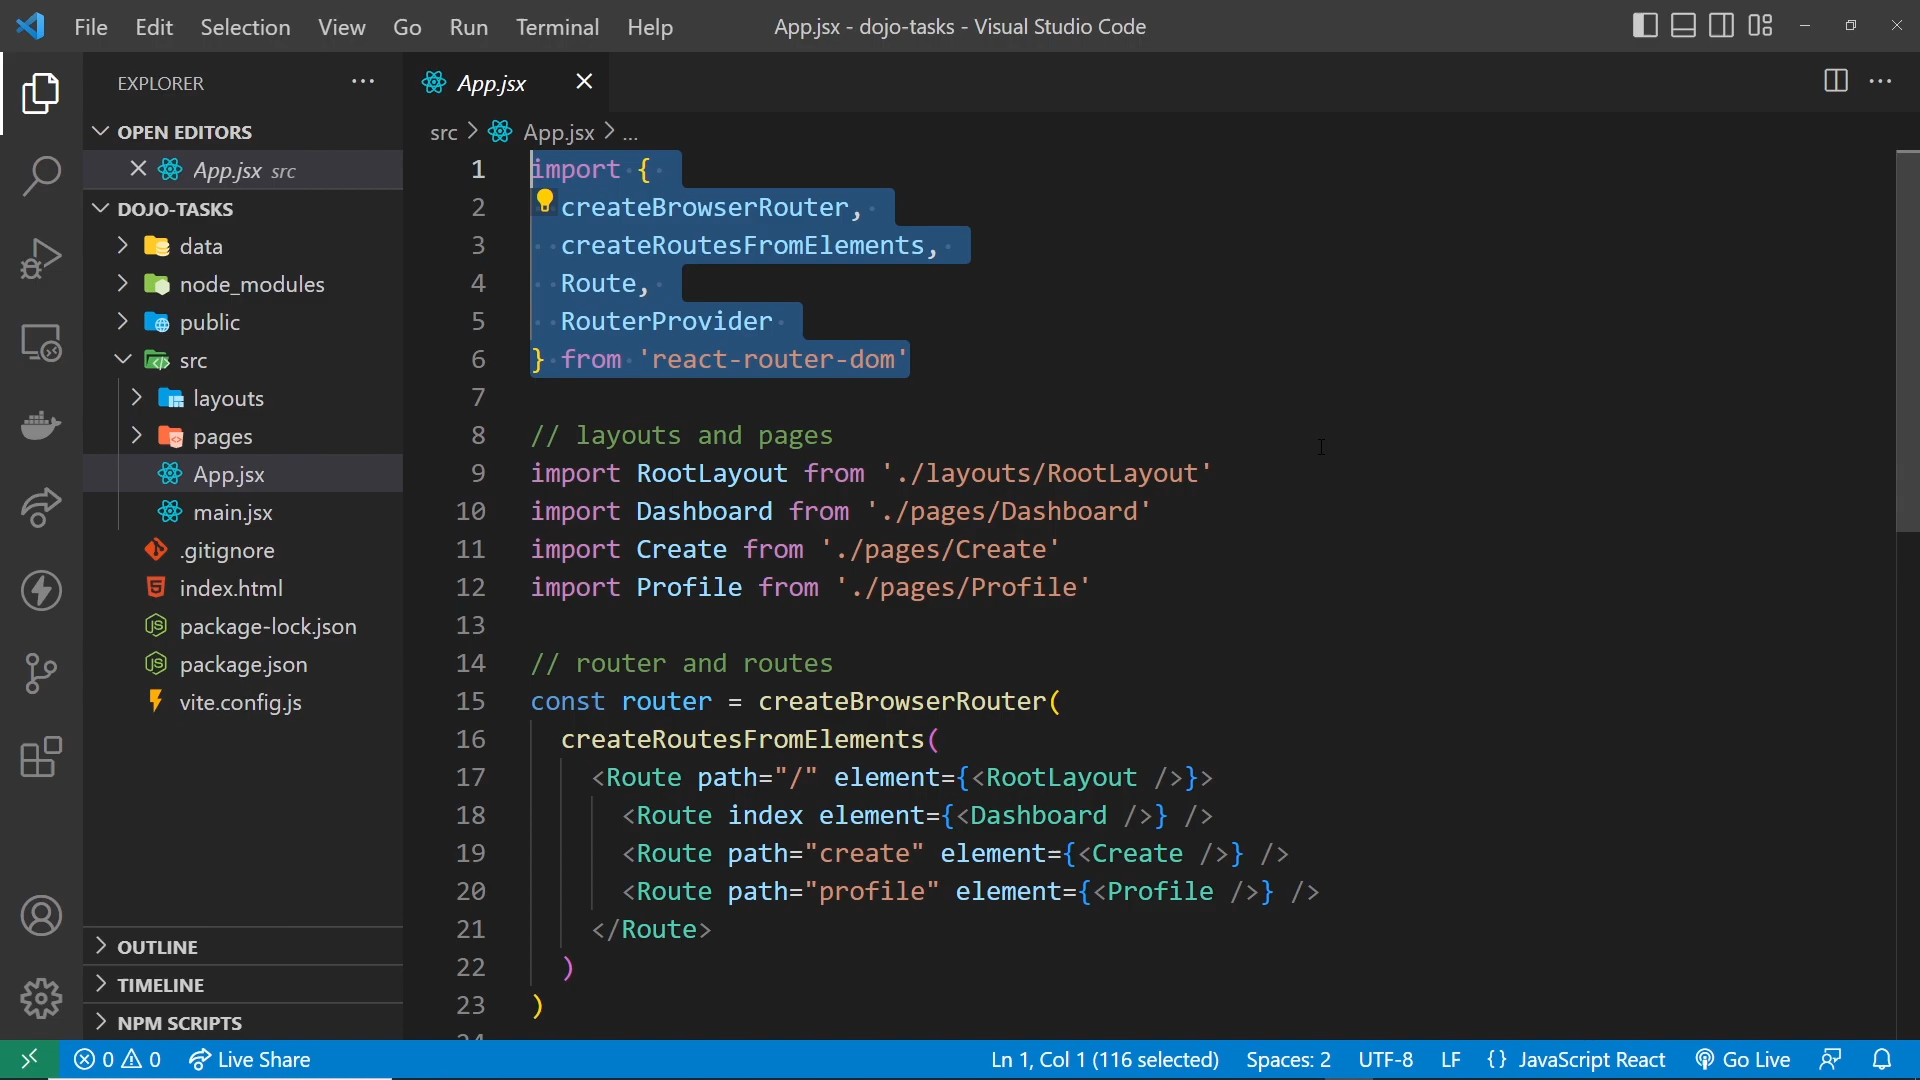 File Edit Selection View Go Run Terminal Help
App.jsx - dojo-tasks - Visual Studio Code
EXPLORER
OPEN EDITORS
App.jsx src
DOJO-TASKS
data
node_modules
public
src
layouts
pages
App.jsx
main.jsx
.gitignore
index.html
package-lock.json
package.json
vite.config.js
OUTLINE
TIMELINE
NPM SCRIPTS
App.jsx
src > App.jsx > ...
1 import {
2 createBrowserRouter,
3 createRoutesFromElements,
4 Route,
5 RouterProvider
6 } from 'react-router-dom'
7
8 // layouts and pages
9 import RootLayout from './layouts/RootLayout'
10 import Dashboard from './pages/Dashboard'
11 import Create from './pages/Create'
12 import Profile from './pages/Profile'
13
14 // router and routes
15 const router = createBrowserRouter(
16 createRoutesFromElements(
17 <Route path="/" element={<RootLayout />}>
18 <Route index element={<Dashboard />} />
19 <Route path="create" element={<Create />} />
20 <Route path="profile" element={<Profile />} />
21 </Route>
22 )
23 )
24
0 0 Live Share
Ln 1, Col 1 (116 selected) Spaces: 2 UTF-8 LF {} JavaScript React Go Live